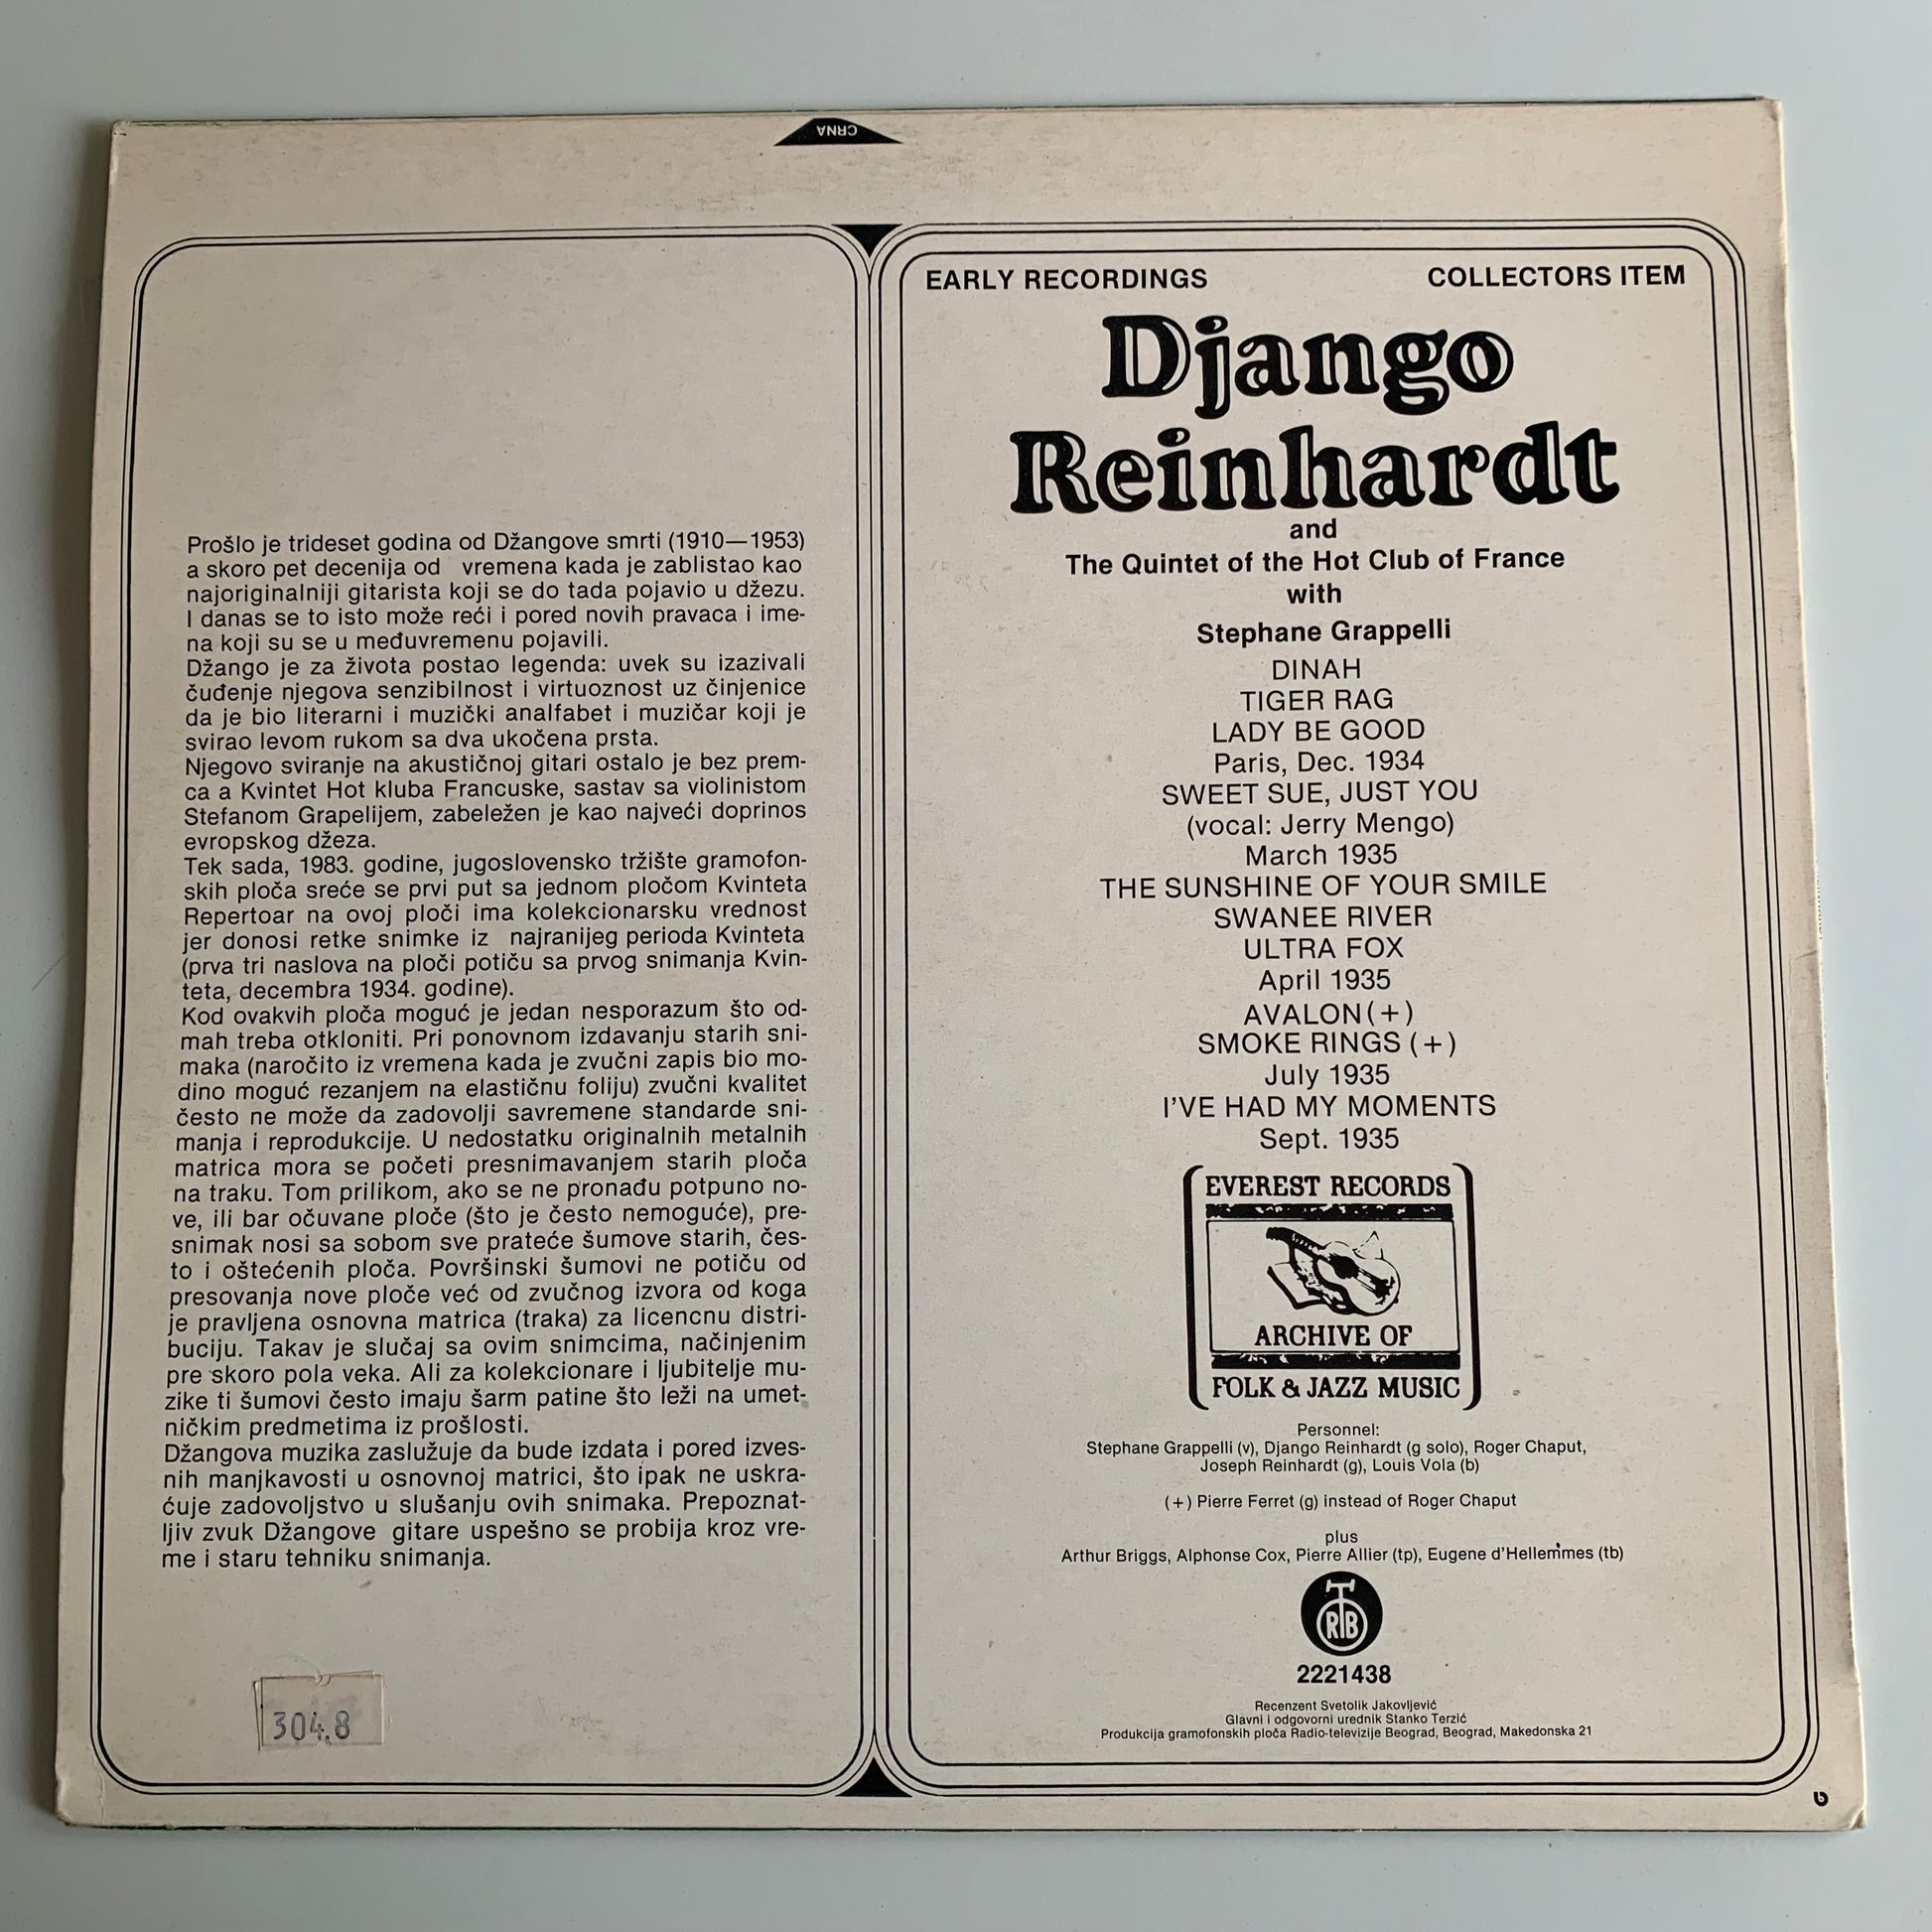 CRNA
Prošlo je trideset godina od Džangove smrti (1910—1953)
a skoro pet decenija od vremena kada je zablistao kao
najoriginalniji gitarista koji se do tada pojavio u džezu.
I danas se to isto može reći i pored novih pravaca i ime-
na koji su se u međuvremenu pojavili.
Džango je za života postao legenda: uvek su izazivali
čuđenje njegova senzibilnost i virtuoznost uz činjenice
da je bio literarni i muzički analfabet i muzičar koji je
svirao levom rukom sa dva ukočena prsta.
Njegovo sviranje na akustičnoj gitari ostalo je bez prem-
ca a Kvintet Hot kluba Francuske, sastav sa violinistom
Stefanom Grapelijem, zabeležen je kao najveći doprinos
evropskog džeza.
Tek sada, 1983. godine, jugoslovensko tržište gramofon-
skih ploča sreće se prvi put sa jednom pločom Kvinteta
Repertoar na ovoj ploči ima kolekcionarsku vrednost
jer donosi retke snimke iz najranijeg perioda Kvinteta
(prva tri naslova na ploči potiču sa prvog snimanja Kvin-
teta, decembra 1934. godine).
Kod ovakvih ploča moguć je jedan nesporazum što od-
mah treba otkloniti. Pri ponovnom izdavanju starih sni-
maka (naročito iz vremena kada je zvučni zapis bio mo-
dino moguć rezanjem na elastičnu foliju) zvučni kvalitet
često ne može da zadovolji savremene standarde sni-
manja i reprodukcije. U nedostatku originalnih metalnih
matrica mora se početi presnimavanjem starih ploča
na traku. Tom prilikom, ako se ne pronađu potpuno no-
ve, ili bar očuvane ploče (što je često nemoguće), pre-
snimak nosi sa sobom sve prateće šumove starih, čes-
to i oštećenih ploča. Površinski šumovi ne potiču od
presovanja nove ploče već od zvučnog izvora od koga
je pravljena osnovna matrica (traka) za licencnu distri-
buciju. Takav je slučaj sa ovim snimcima, načinjenim
pre skoro pola veka. Ali za kolekcionare i ljubitelje mu-
zike ti šumovi često imaju šarm patine što leži na umet-
ničkim predmetima iz prošlosti.
Džangova muzika zaslužuje da bude izdata i pored izves-
nih manjkavosti u osnovnoj matrici, što ipak ne uskra-
ćuje zadovoljstvo u slušanju ovih snimaka. Prepoznat-
ljiv zvuk Džangove gitare uspešno se probija kroz vre-
me i staru tehniku snimanja.
304.8
EARLY RECORDINGS COLLECTORS ITEM
Django
Reinhardt
and
The Quintet of the Hot Club of France
with
Stephane Grappelli
DINAH
TIGER RAG
LADY BE GOOD
Paris, Dec. 1934
SWEET SUE, JUST YOU
(vocal: Jerry Mengo)
March 1935
THE SUNSHINE OF YOUR SMILE
SWANEE RIVER
ULTRA FOX
April 1935
AVALON (+)
SMOKE RINGS (+)
July 1935
I'VE HAD MY MOMENTS
Sept. 1935
EVEREST RECORDS
ARCHIVE OF
FOLK & JAZZ MUSIC
Personnel:
Stephane Grappelli (v), Django Reinhardt (g solo), Roger Chaput,
Joseph Reinhardt (g), Louis Vola (b)
(+) Pierre Ferret (g) instead of Roger Chaput
plus
Arthur Briggs, Alphonse Cox, Pierre Allier (tp), Eugene d'Hellemmes (tb)
RTB
2221438
Recenzent Svetolik Jakovljević
Glavni i odgovorni urednik Stanko Terzić
Produkcija gramofonskih ploča Radio-televizije Beograd, Beograd, Makedonska 21